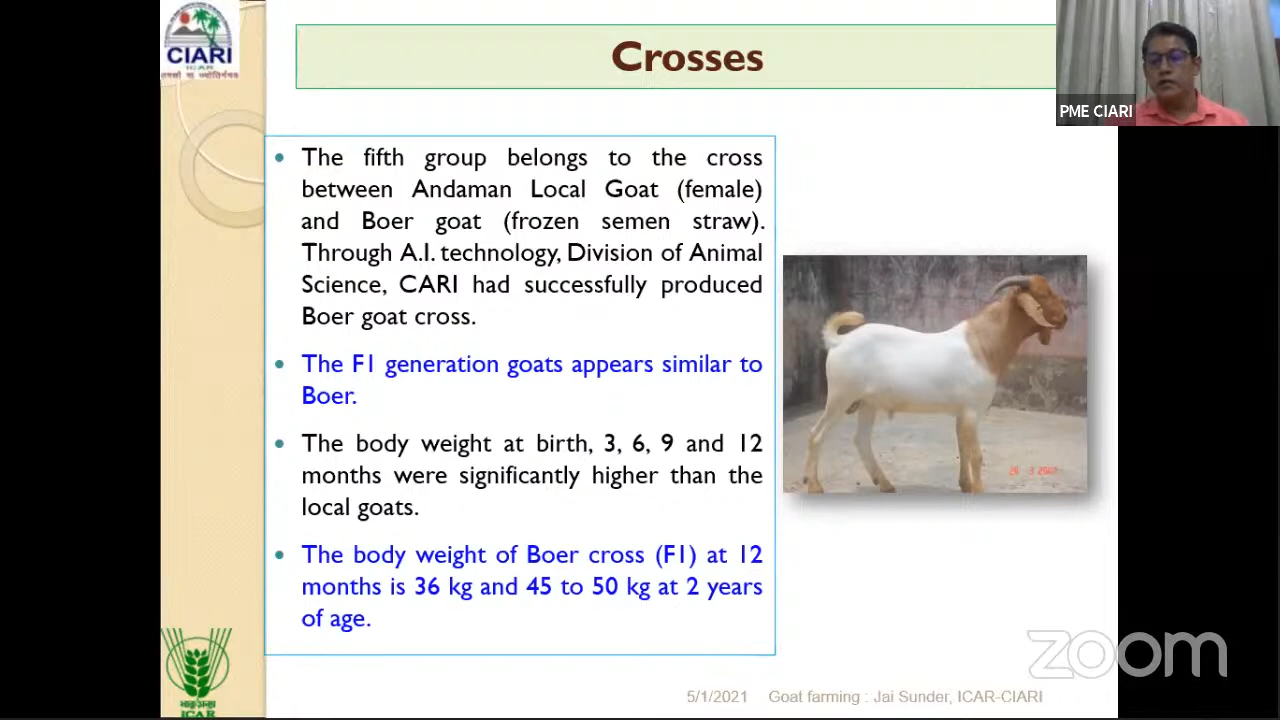 CIARI
ICAR
Crosses
PME CIARI
• The fifth group belongs to the cross
between Andaman Local Goat (female)
and Boer goat (frozen semen straw).
Through A.I. technology, Division of Animal
Science, CARI had successfully produced
Boer goat cross.
• The F1 generation goats appears similar to
Boer.
• The body weight at birth, 3, 6, 9 and 12
months were significantly higher than the
local goats.
• The body weight of Boer cross (F1) at 12
months is 36 kg and 45 to 50 kg at 2 years
of age.
zoom
ICAR
5/1/2021 Goat farming : Jai Sunder, ICAR-CIARI